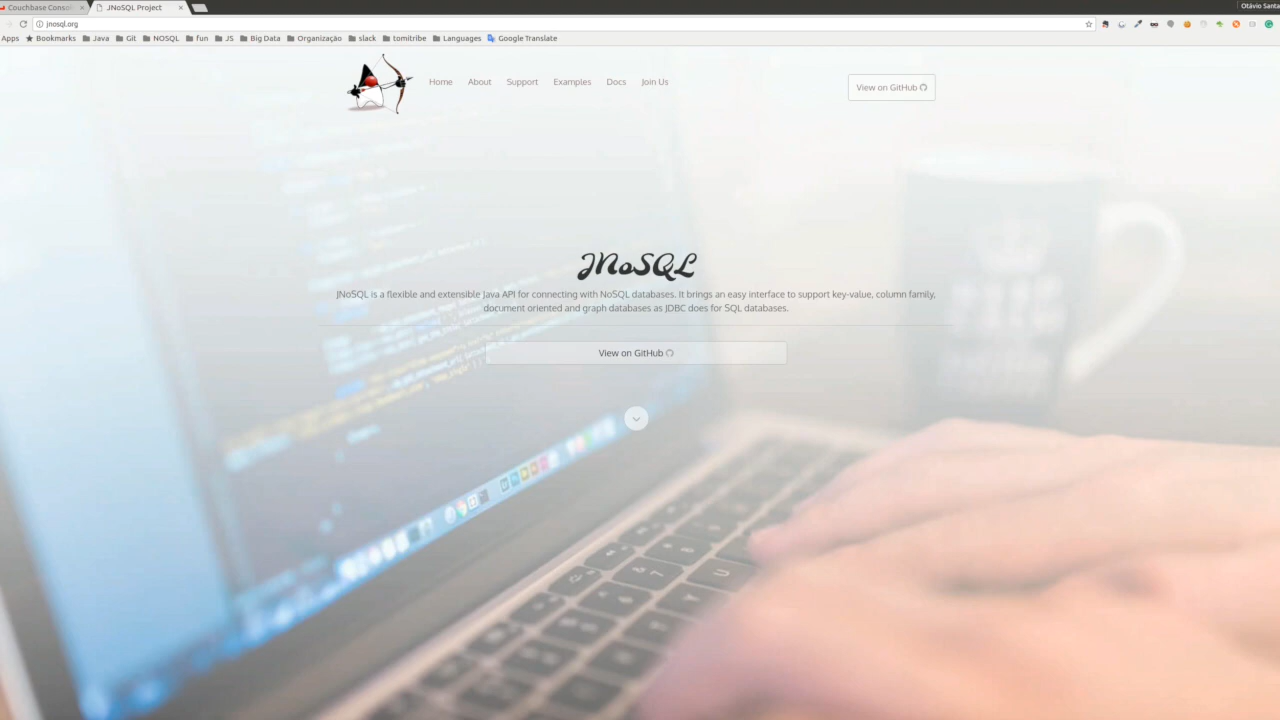 Couchbase Conso
JNoSQL Project
Otávio Santa
jnosql.org
Apps Bookmarks Java Git NOSQL fun JS Big Data Organização slack tomitribe Languages Google Translate
Home About Support Examples Docs Join Us
View on GitHub
JNoSQL
JNoSQL is a flexible and extensible Java API for connecting with NoSQL databases. It brings an easy interface to support key-value, column family,
document oriented and graph databases as JDBC does for SQL databases.
View on GitHub